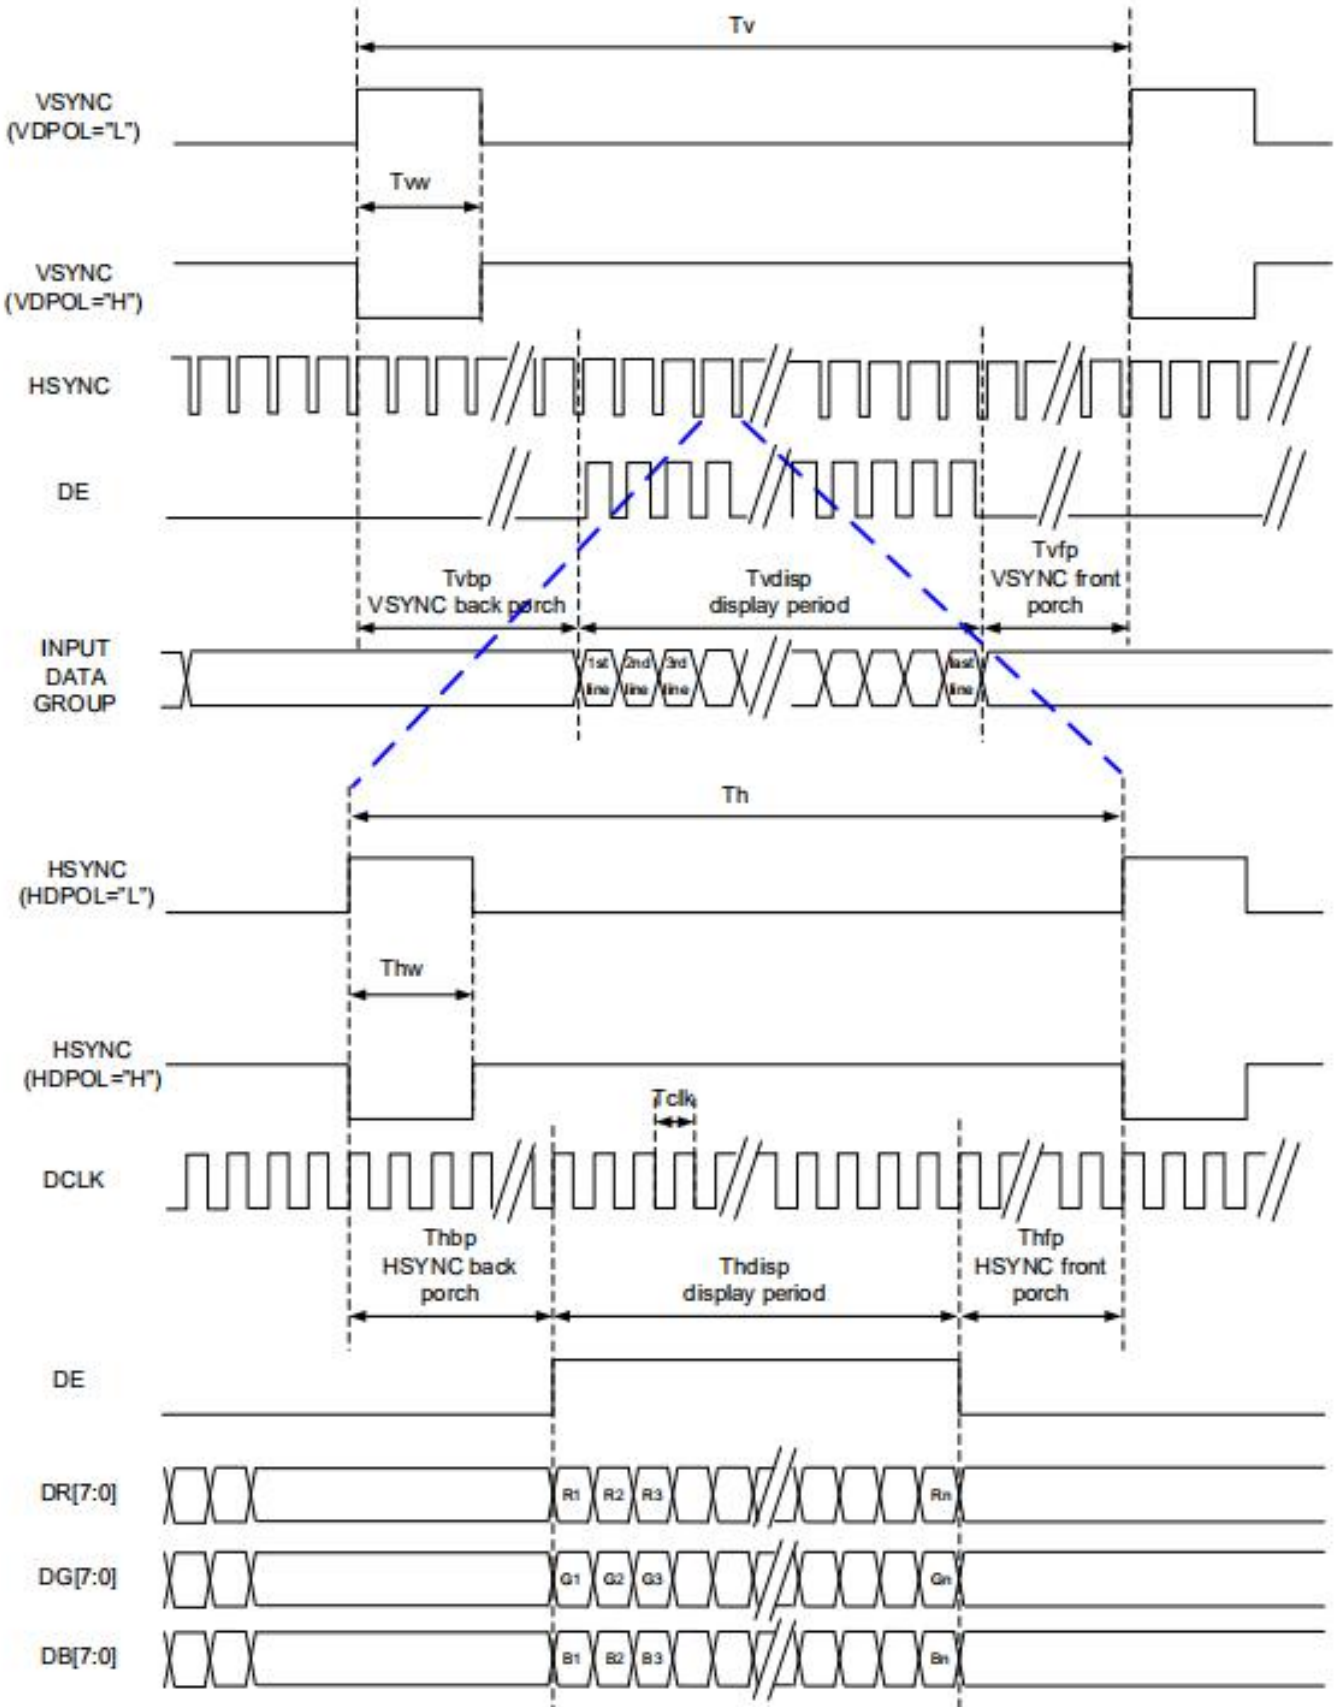 Tv
VSYNC
(VDPOL="L")
Tvw
VSYNC
(VDPOL="H")
HSYNC
DE
Tvbp
VSYNC back porch
Tvdisp
display period
Tvfp
VSYNC front
porch
INPUT
DATA
GROUP
1st
line
2nd
line
3rd
line
last
line
Th
HSYNC
(HDPOL="L")
Thw
HSYNC
(HDPOL="H")
Tclk
DCLK
Thbp
HSYNC back
porch
Thdisp
display period
Thfp
HSYNC front
porch
DE
DR[7:0]
R1 R2 R3 Rn
DG[7:0]
G1 G2 G3 Gn
DB[7:0]
B1 B2 B3 Bn